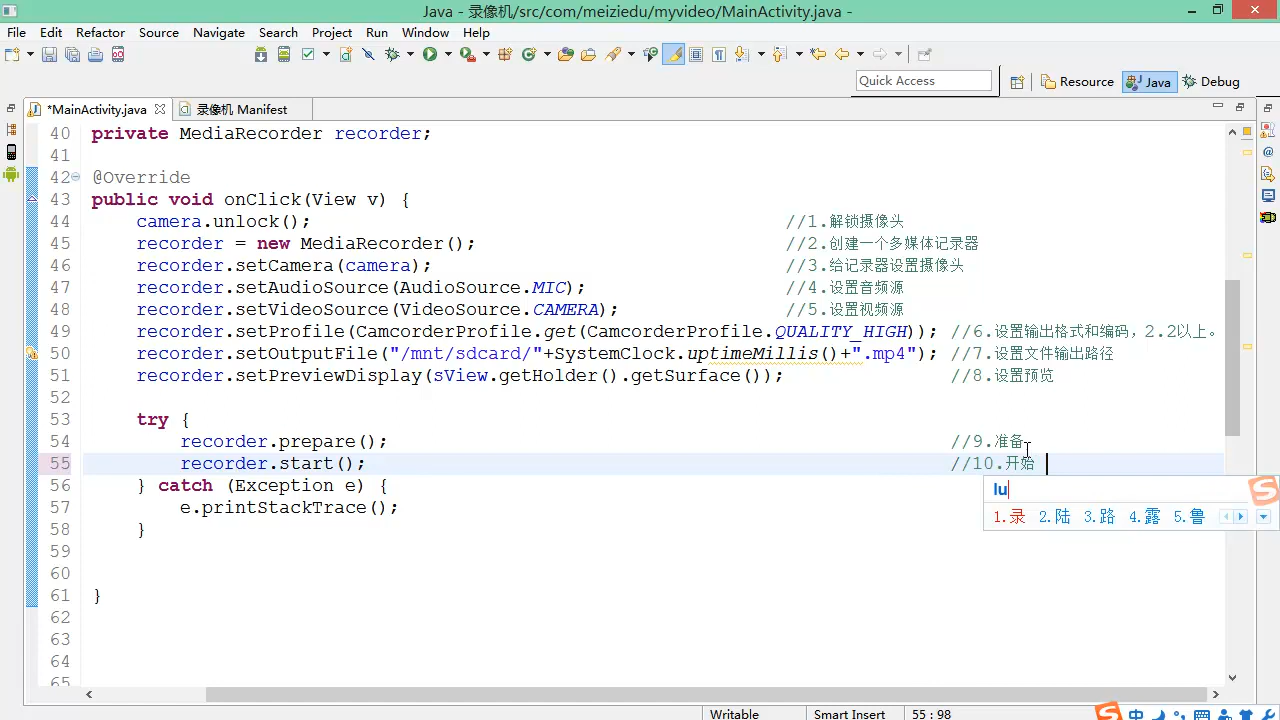 Java - 录像机/src/com/meiziedu/myvideo/MainActivity.java -
File Edit Refactor Source Navigate Search Project Run Window Help
Quick Access
Resource Java Debug
*MainActivity.java 录像机 Manifest
40 private MediaRecorder recorder;
41
42 @Override
43 public void onClick(View v) {
44 camera.unlock(); //1.解锁摄像头
45 recorder = new MediaRecorder(); //2.创建一个多媒体记录器
46 recorder.setCamera(camera); //3.给记录器设置摄像头
47 recorder.setAudioSource(AudioSource.MIC); //4.设置音频源
48 recorder.setVideoSource(VideoSource.CAMERA); //5.设置视频源
49 recorder.setProfile(CamcorderProfile.get(CamcorderProfile.QUALITY_HIGH)); //6.设置输出格式和编码，2.2以上。
50 recorder.setOutputFile("/mnt/sdcard/"+SystemClock.uptimeMillis()+".mp4"); //7.设置文件输出路径
51 recorder.setPreviewDisplay(sView.getHolder().getSurface()); //8.设置预览
52
53 try {
54 recorder.prepare(); //9.准备
55 recorder.start(); //10.开始
56 } catch (Exception e) {
57 e.printStackTrace();
58 }
59
60
61 }
62
63
64
65
lu
1.录 2.陆 3.路 4.露 5.鲁
Writable Smart Insert 55 : 98
中